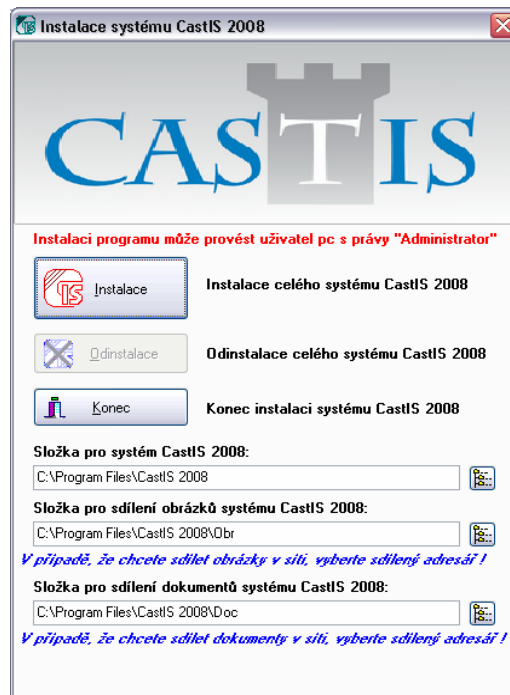 Instalace systému CastIS 2008
CASTIS
Instalaci programu může provést uživatel pc s právy "Administrator"
IS Instalace Instalace celého systému CastIS 2008
Odinstalace Odinstalace celého systému CastIS 2008
Konec Konec instalaci systému CastIS 2008
Složka pro systém CastIS 2008:
C:\Program Files\CastIS 2008
Složka pro sdílení obrázků systému CastIS 2008:
C:\Program Files\CastIS 2008\Obr
V případě, že chcete sdilet obrázky v síti, vyberte sdílený adresář !
Složka pro sdílení dokumentů systému CastIS 2008:
C:\Program Files\CastIS 2008\Doc
V případě, že chcete sdilet dokumenty v síti, vyberte sdílený adresář !